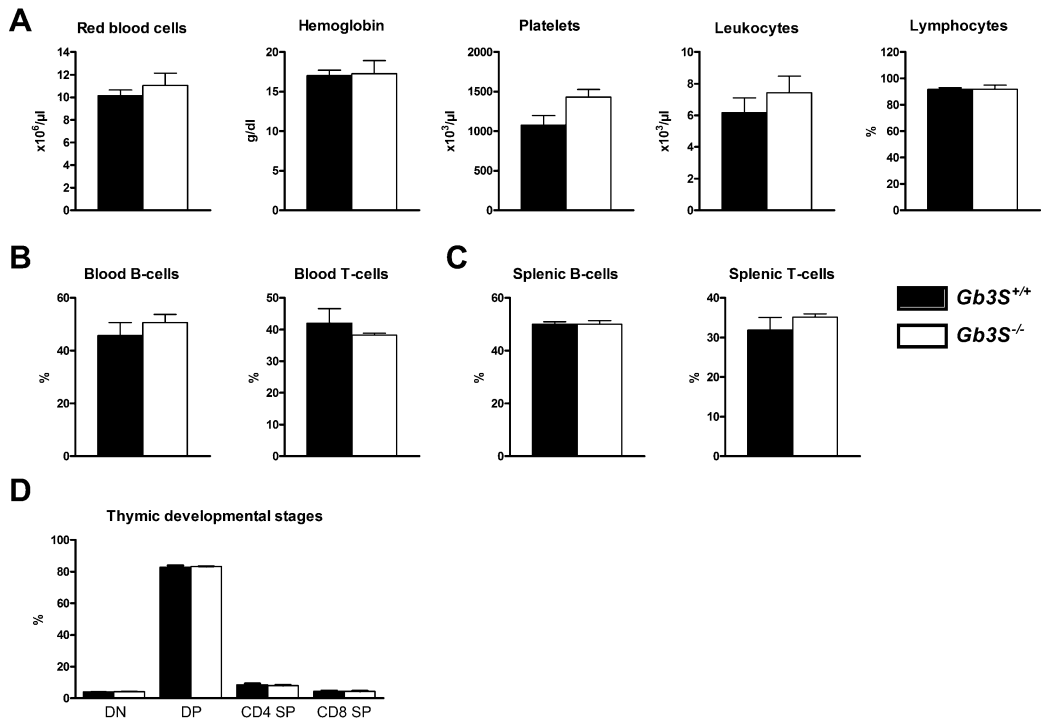 A
Red blood cells
14
12
10
8
6
4
2
0
x10⁶/µl
Hemoglobin
20
15
10
5
0
g/dl
Platelets
2000
1500
1000
500
0
x10³/µl
Leukocytes
10
8
6
4
2
0
x10³/µl
Lymphocytes
120
100
80
60
40
20
0
%
B
Blood B-cells
60
40
20
0
%
Blood T-cells
50
40
30
20
10
0
%
C
Splenic B-cells
60
40
20
0
%
Splenic T-cells
40
30
20
10
0
%
Gb3S⁺/⁺
Gb3S⁻/⁻
D
Thymic developmental stages
100
80
60
40
20
0
%
DN DP CD4 SP CD8 SP